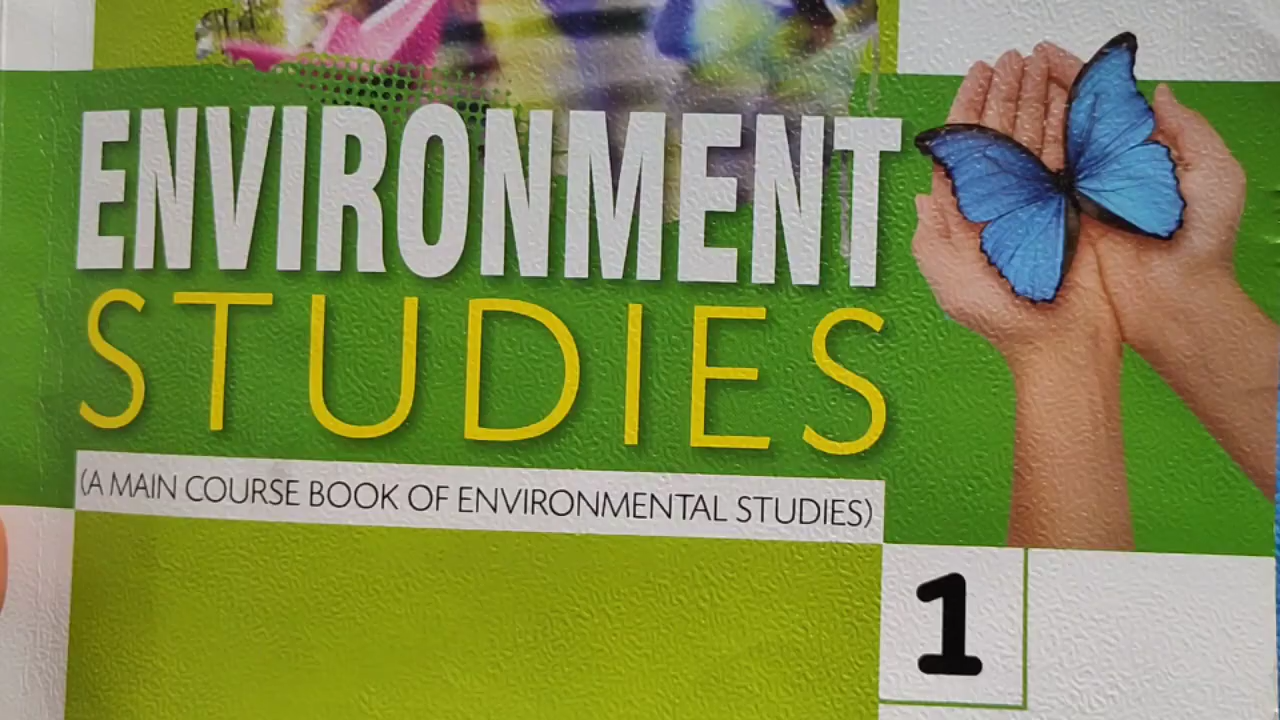 ENVIRONMENT
STUDIES
(A MAIN COURSE BOOK OF ENVIRONMENTAL STUDIES)
1